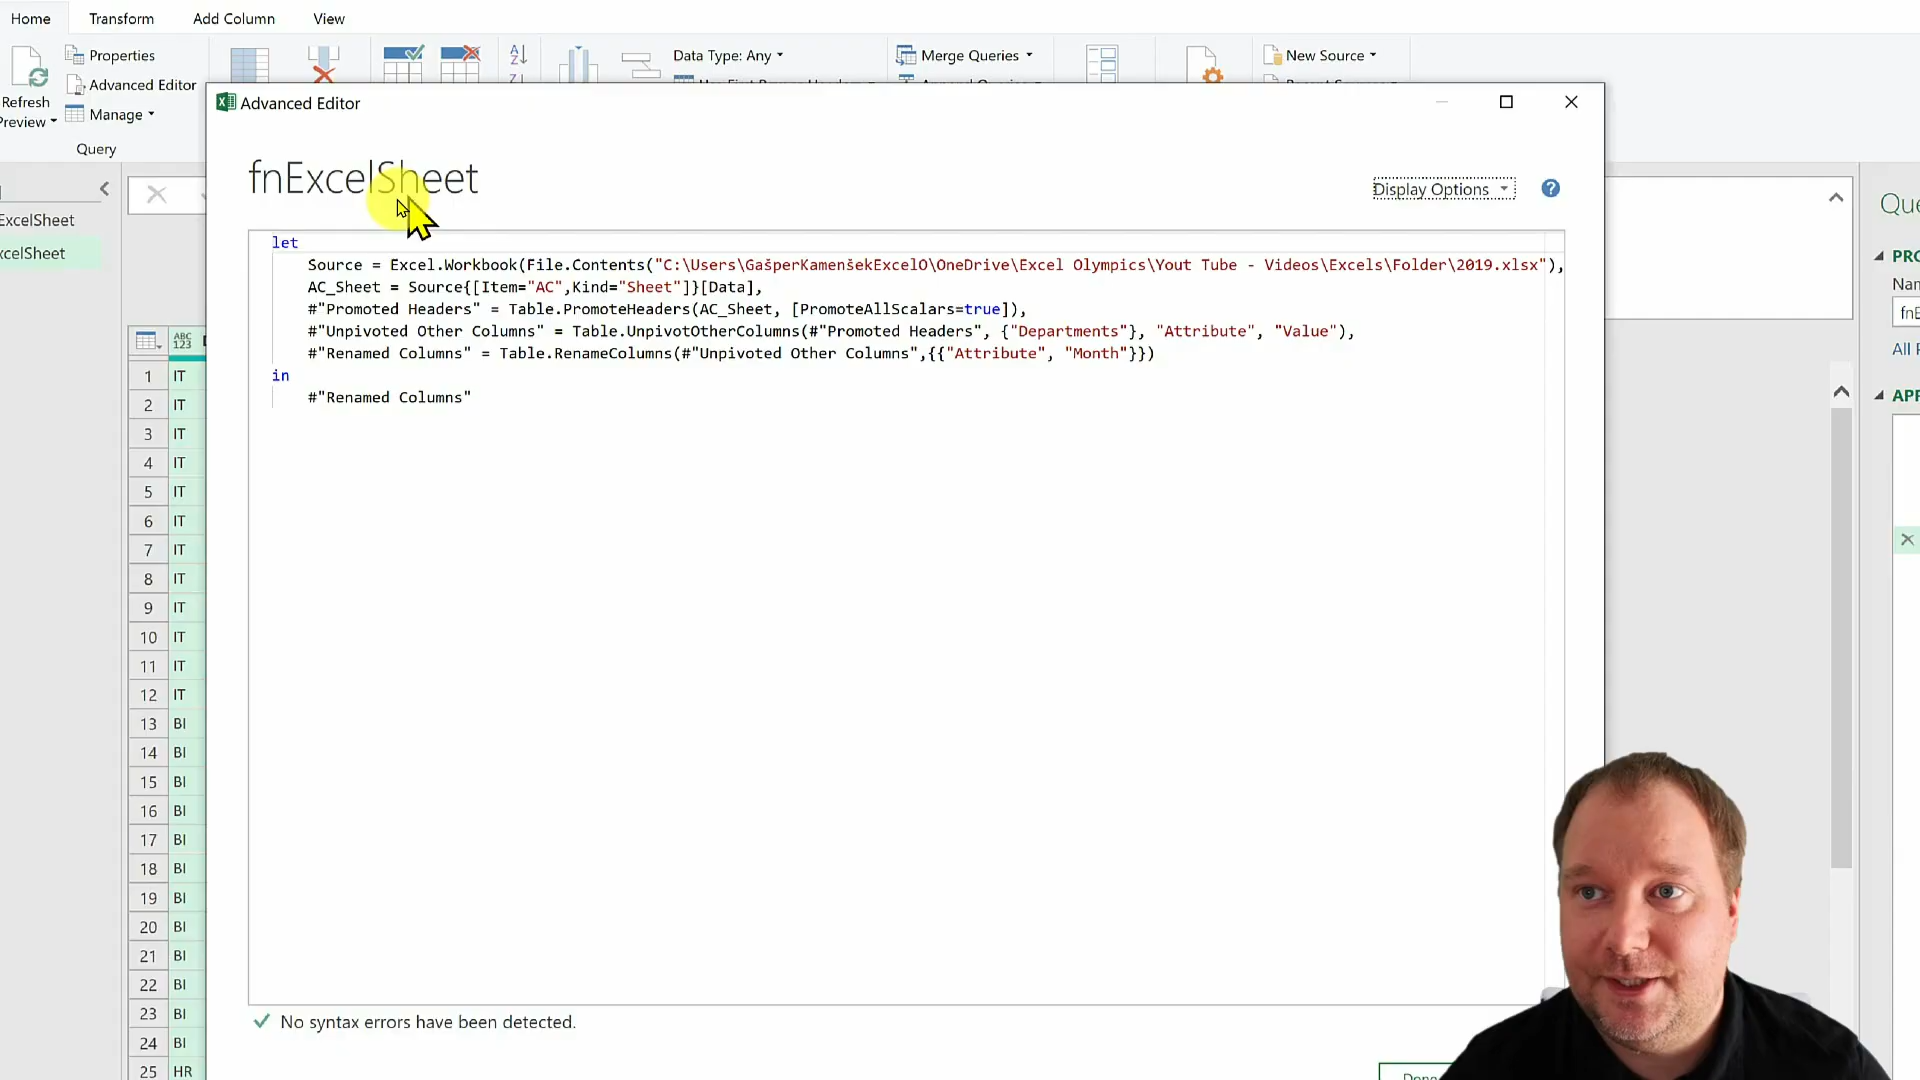 Home Transform Add Column View
Properties
Advanced Editor
Manage
Refresh
Preview
Query
Data Type: Any
Merge Queries
New Source
Advanced Editor
fnExcelSheet
Display Options
?
ExcelSheet
xcelSheet
let
Source = Excel.Workbook(File.Contents("C:\Users\GašperKamenšekExcelO\OneDrive\Excel Olympics\Yout Tube - Videos\Excels\Folder\2019.xlsx"),
AC_Sheet = Source{[Item="AC",Kind="Sheet"]}[Data],
#"Promoted Headers" = Table.PromoteHeaders(AC_Sheet, [PromoteAllScalars=true]),
#"Unpivoted Other Columns" = Table.UnpivotOtherColumns(#"Promoted Headers", {"Departments"}, "Attribute", "Value"),
#"Renamed Columns" = Table.RenameColumns(#"Unpivoted Other Columns",{{"Attribute", "Month"}})
in
#"Renamed Columns"
No syntax errors have been detected.
ABC
123
1 IT
2 IT
3 IT
4 IT
5 IT
6 IT
7 IT
8 IT
9 IT
10 IT
11 IT
12 IT
13 BI
14 BI
15 BI
16 BI
17 BI
18 BI
19 BI
20 BI
21 BI
22 BI
23 BI
24 BI
25 HR
Que
PRO
Nam
fnE
All P
APP
Done